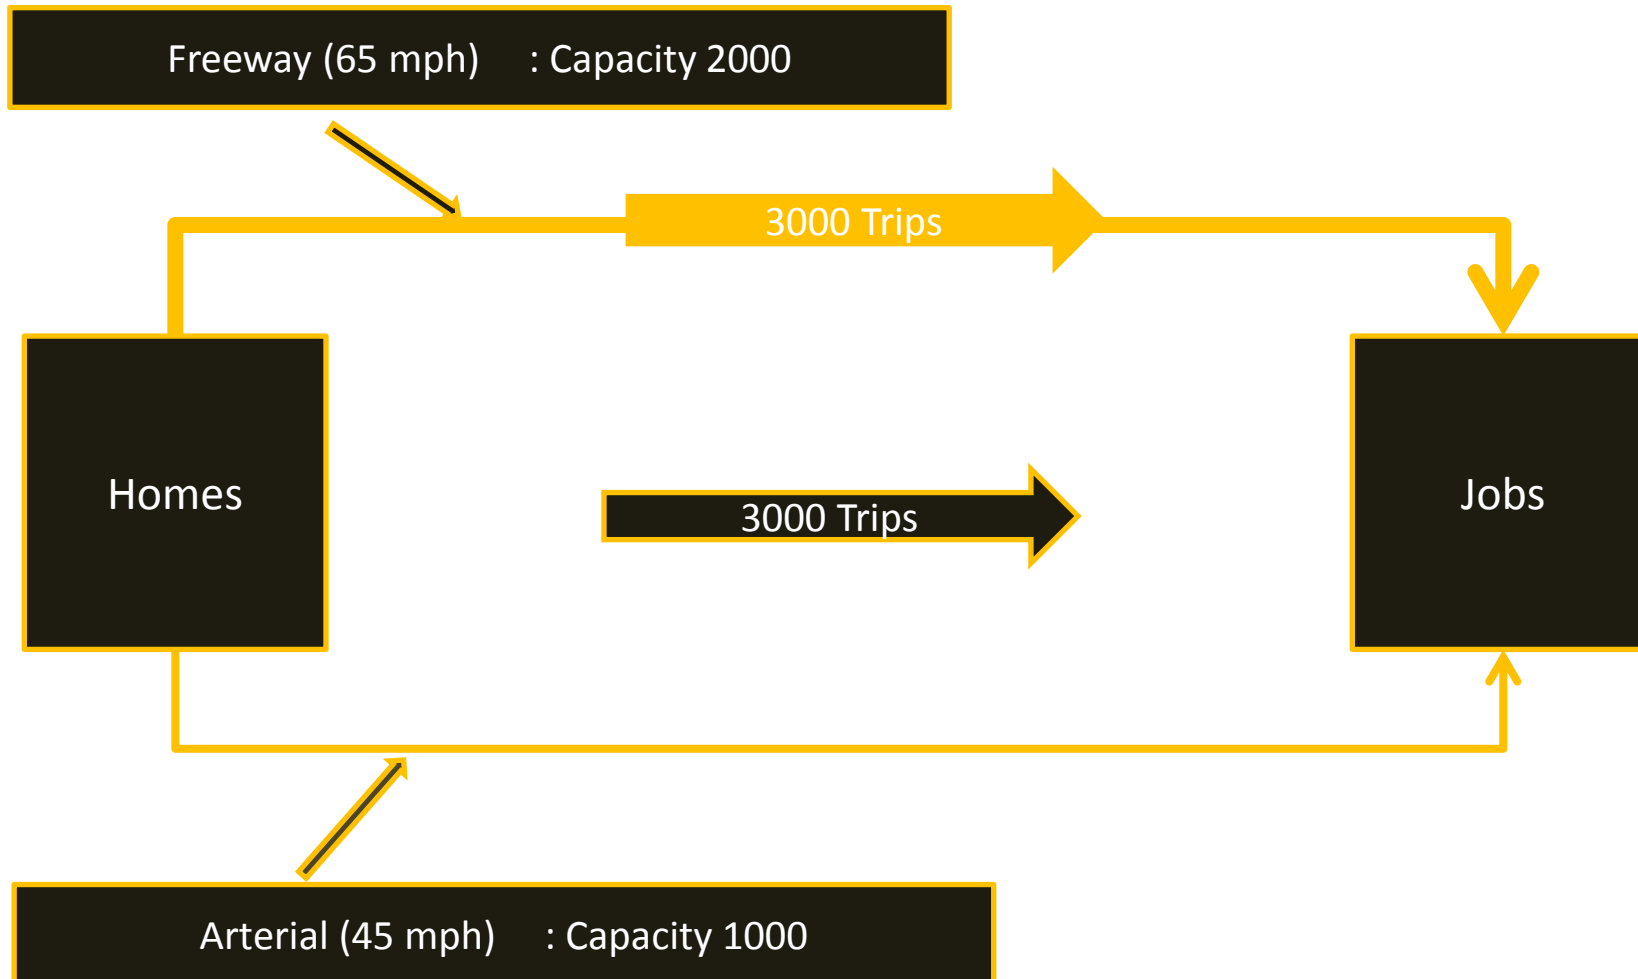 Freeway (65 mph) : Capacity 2000
3000 Trips
Homes
3000 Trips
Jobs
Arterial (45 mph) : Capacity 1000